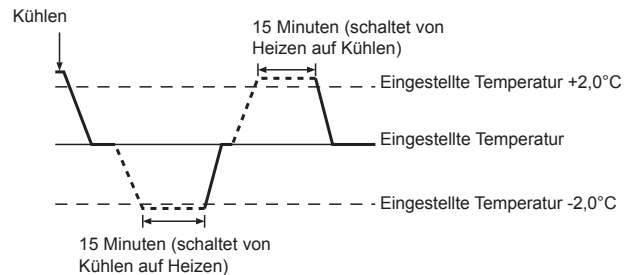 Kühlen
15 Minuten (schaltet von
Heizen auf Kühlen)
Eingestellte Temperatur +2,0°C
Eingestellte Temperatur
Eingestellte Temperatur -2,0°C
15 Minuten (schaltet von
Kühlen auf Heizen)